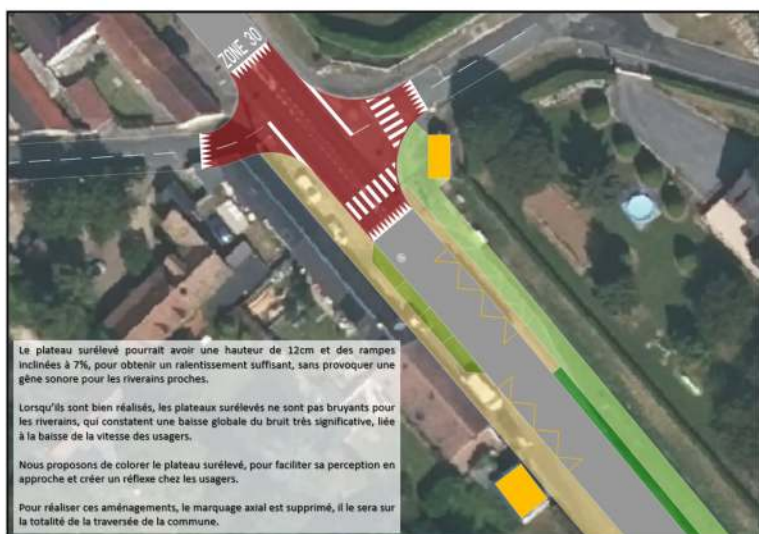 ZONE 30
Le plateau surélevé pourrait avoir une hauteur de 12cm et des rampes
inclinées à 7%, pour obtenir un ralentissement suffisant, sans provoquer une
gêne sonore pour les riverains proches.
Lorsqu'ils sont bien réalisés, les plateaux surélevés ne sont pas bruyants pour
les riverains, qui constatent une baisse globale du bruit très significative, liée
à la baisse de la vitesse des usagers.
Nous proposons de colorer le plateau surélevé, pour faciliter sa perception en
approche et créer un réflexe chez les usagers.
Pour réaliser ces aménagements, le marquage axial est supprimé, il le sera sur
la totalité de la traversée de la commune.